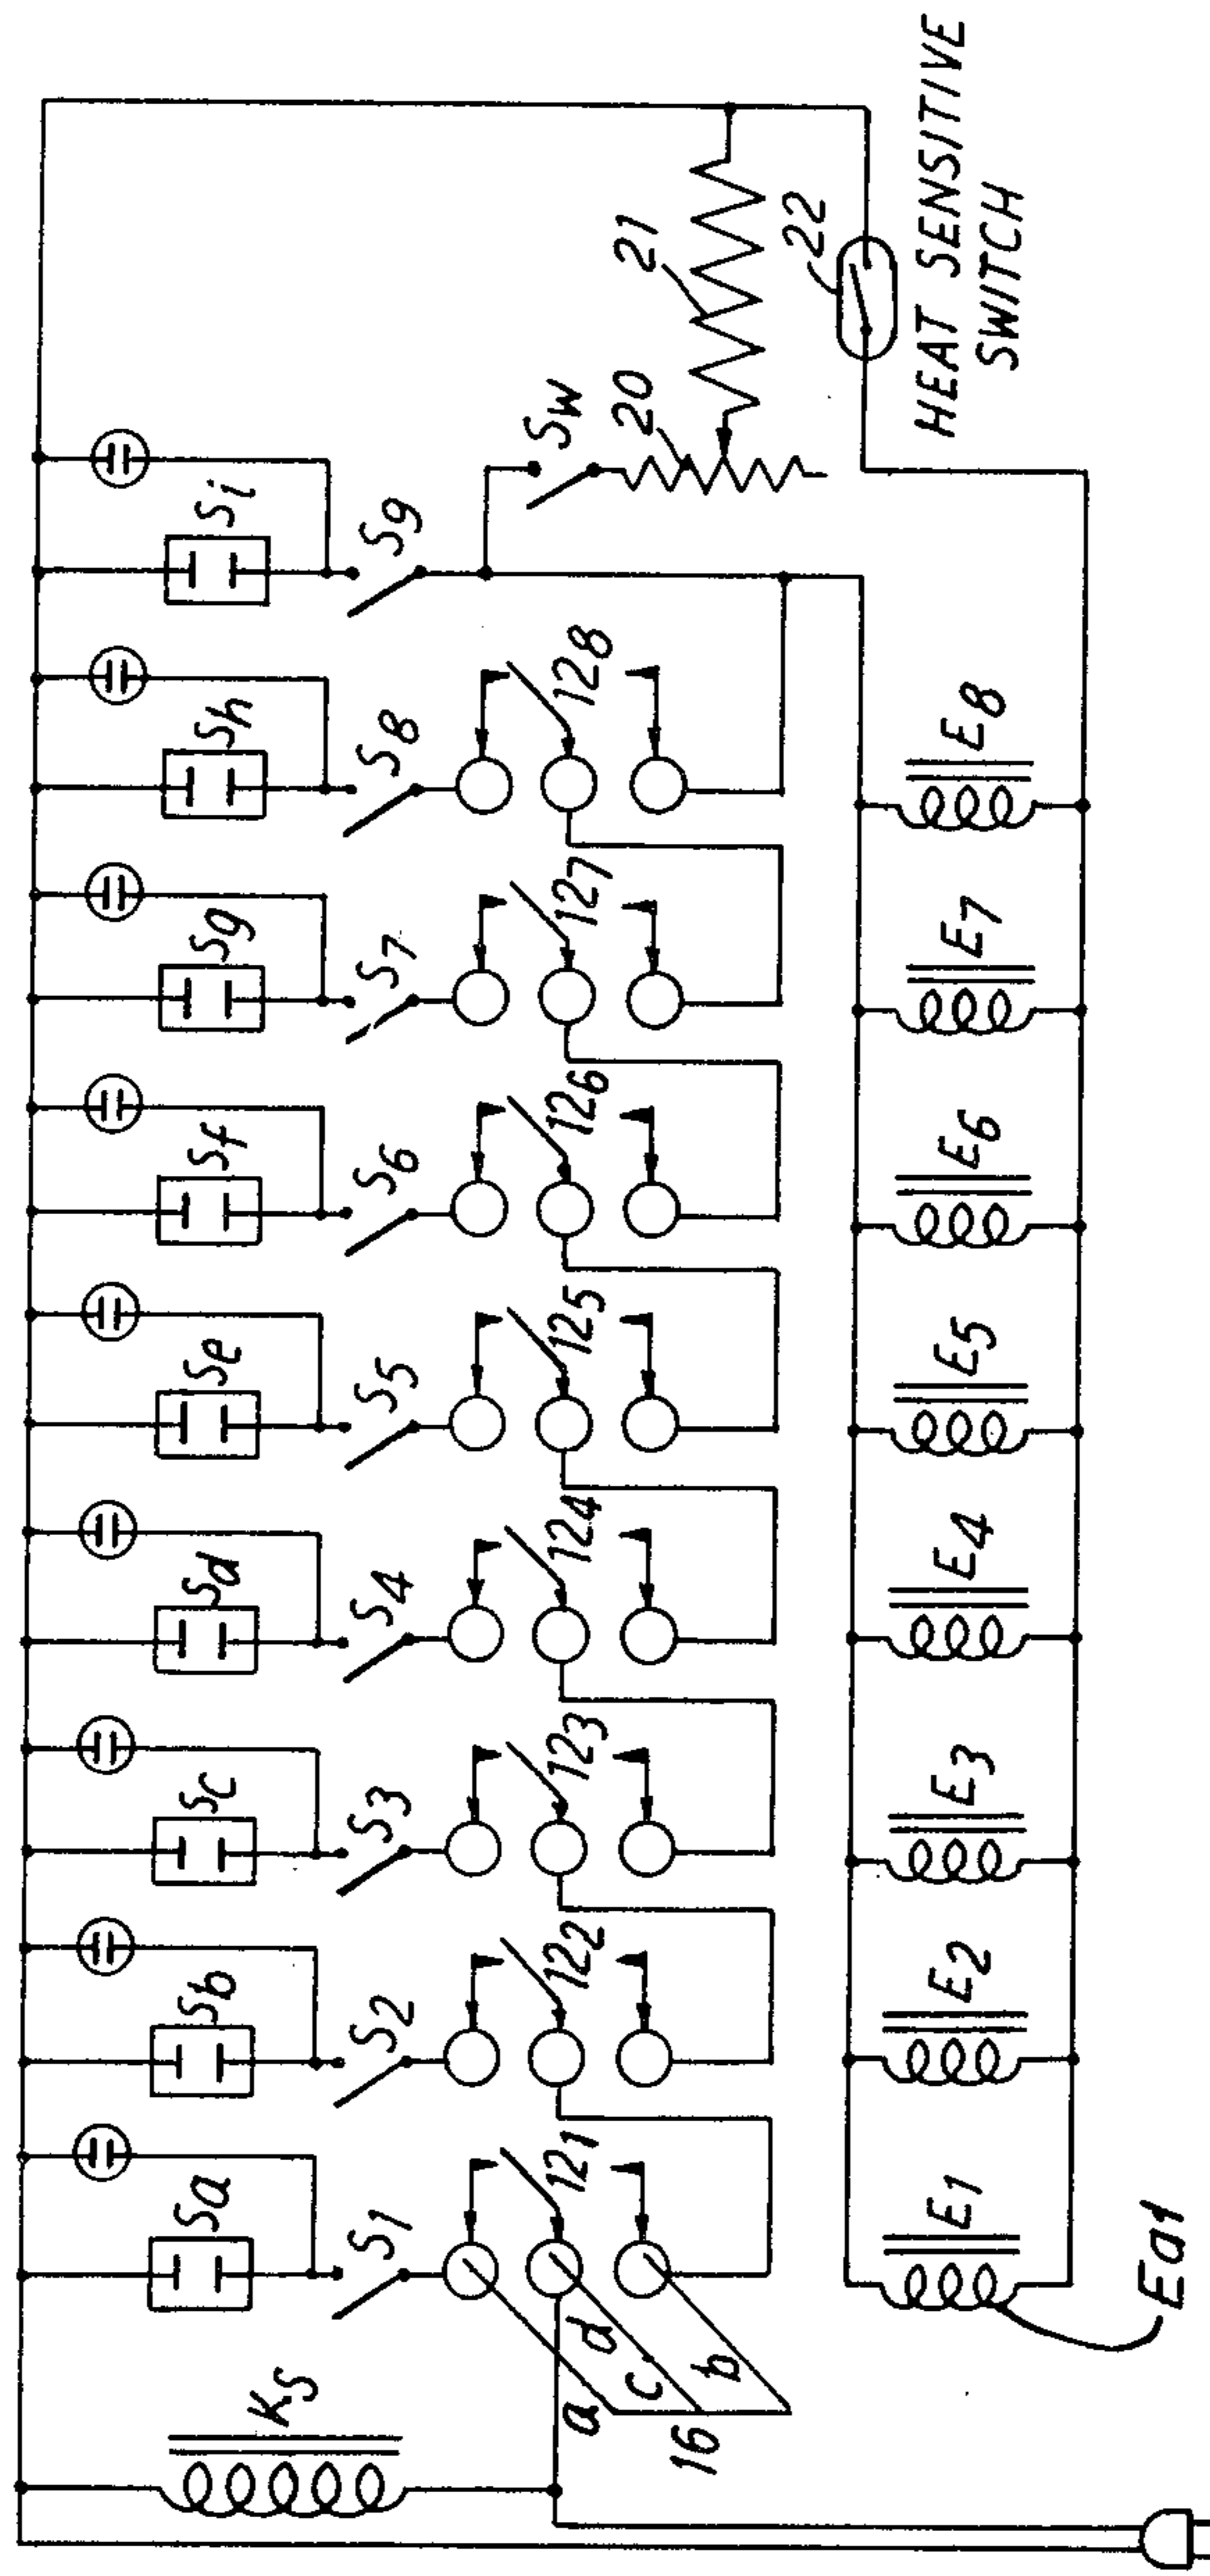 Ks
Sa
Sb
Sc
Sd
Se
Sf
Sg
Sh
Si
S1
S2
S3
S4
S5
S6
S7
S8
S9
121
122
123
124
125
126
127
128
a
d
c
b
16
Sw
20
21
22
HEAT SENSITIVE
SWITCH
E1
E2
E3
E4
E5
E6
E7
E8
Ea1